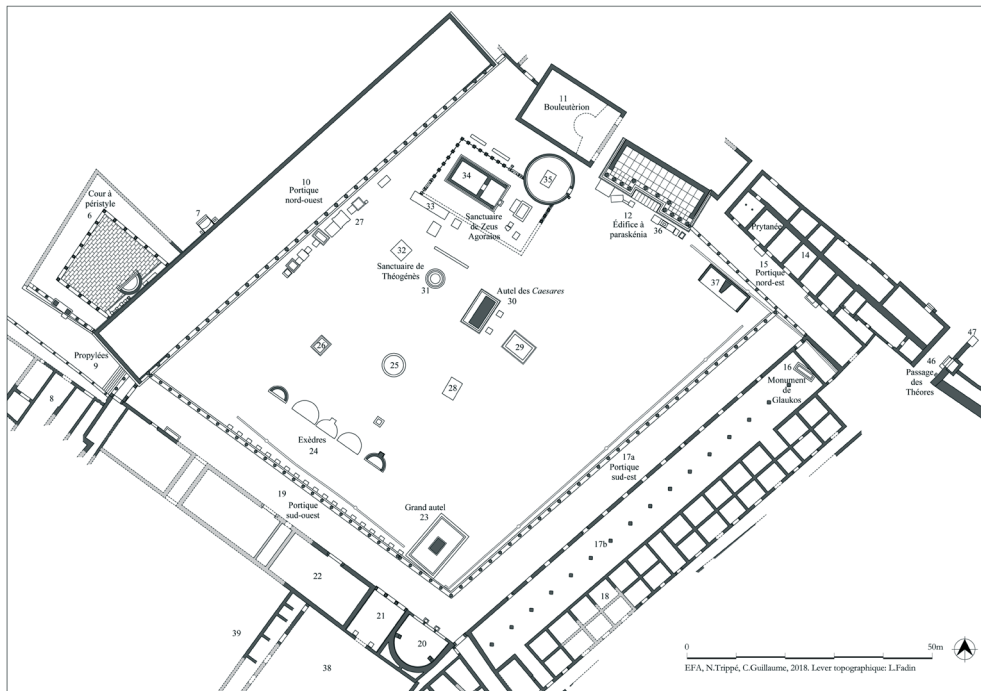 11
Bouleutérion
10
Portique
nord-ouest
Cour à
péristyle
6
7
27
34
35
33
Sanctuaire
de Zeus
Agoraios
12
Édifice à
paraskénia
36
Prytanée
14
15
Portique
nord-est
32
Sanctuaire de
Théogénès
31
37
Autel des Caesares
30
29
47
46
Passage
des
Théores
Propylées
9
8
26
25
28
16
Monument
de
Glaukos
Exèdres
24
17a
Portique
sud-est
19
Portique
sud-ouest
Grand autel
23
17b
22
18
21
20
39
38
0
50m
EFA, N.Trippé, C.Guillaume, 2018. Lever topographique: L.Fadin